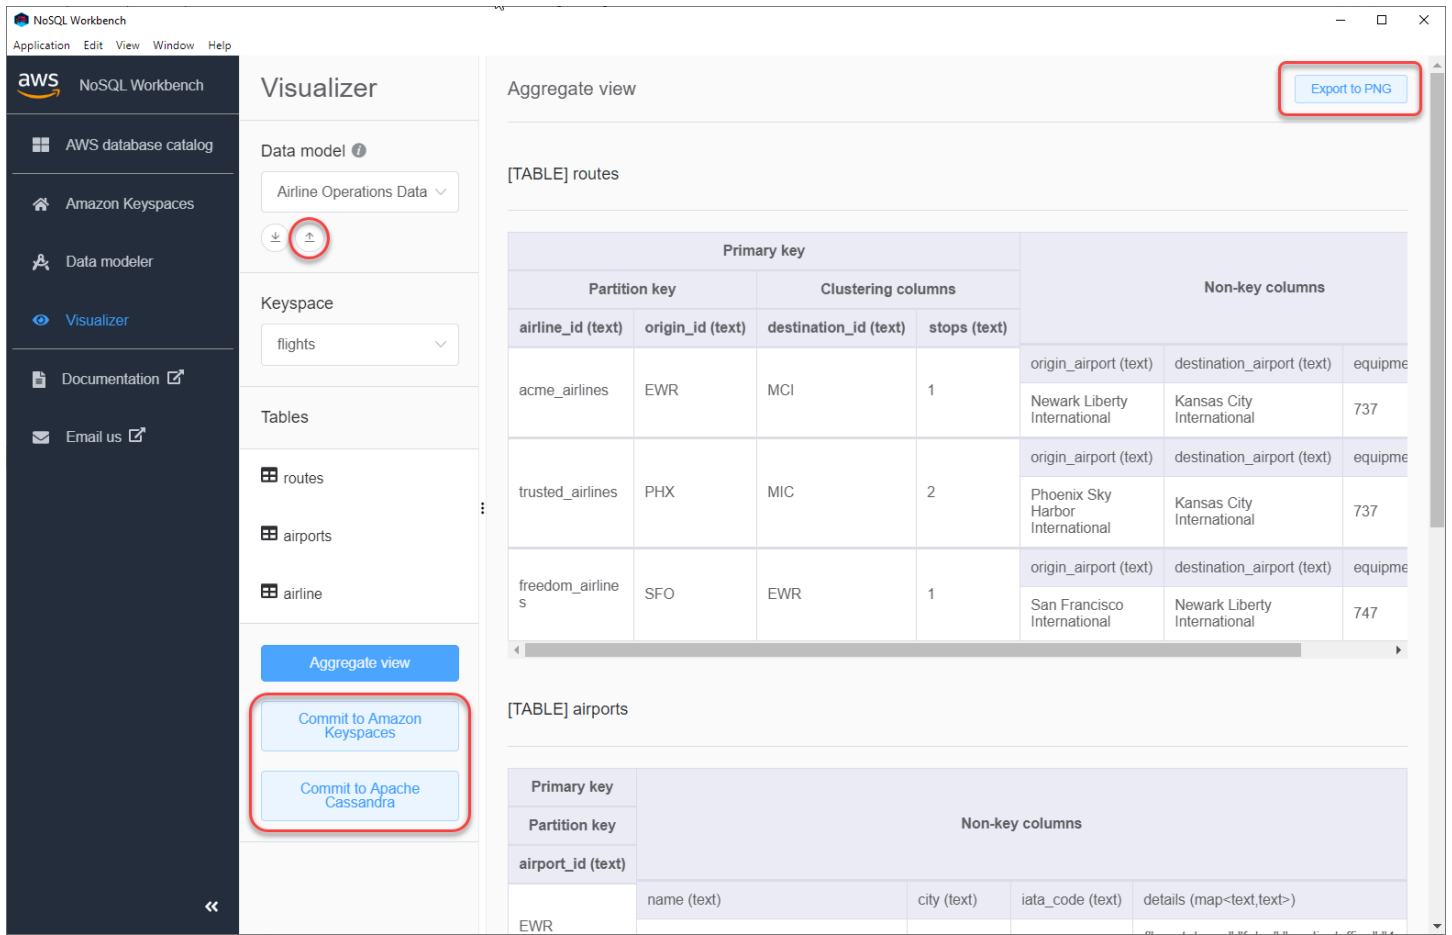 NoSQL Workbench
Application Edit View Window Help
aws NoSQL Workbench
AWS database catalog
Amazon Keyspaces
Data modeler
Visualizer
Documentation
Email us
Visualizer
Data model
Airline Operations Data
Keyspace
flights
Tables
routes
airports
airline
Aggregate view
Commit to Amazon
Keyspaces
Commit to Apache
Cassandra
Aggregate view
Export to PNG
[TABLE] routes
Primary key
Non-key columns
Partition key Clustering columns
airline_id (text) origin_id (text) destination_id (text) stops (text)
origin_airport (text) destination_airport (text) equipme
acme_airlines EWR MCI 1
Newark Liberty
International
Kansas City
International
737
origin_airport (text) destination_airport (text) equipme
trusted_airlines PHX MIC 2
Phoenix Sky
Harbor
International
Kansas City
International
737
origin_airport (text) destination_airport (text) equipme
freedom_airline
s
SFO EWR 1
San Francisco
International
Newark Liberty
International
747
[TABLE] airports
Primary key
Partition key
Non-key columns
airport_id (text)
name (text) city (text) iata_code (text) details (map<text,text>)
EWR